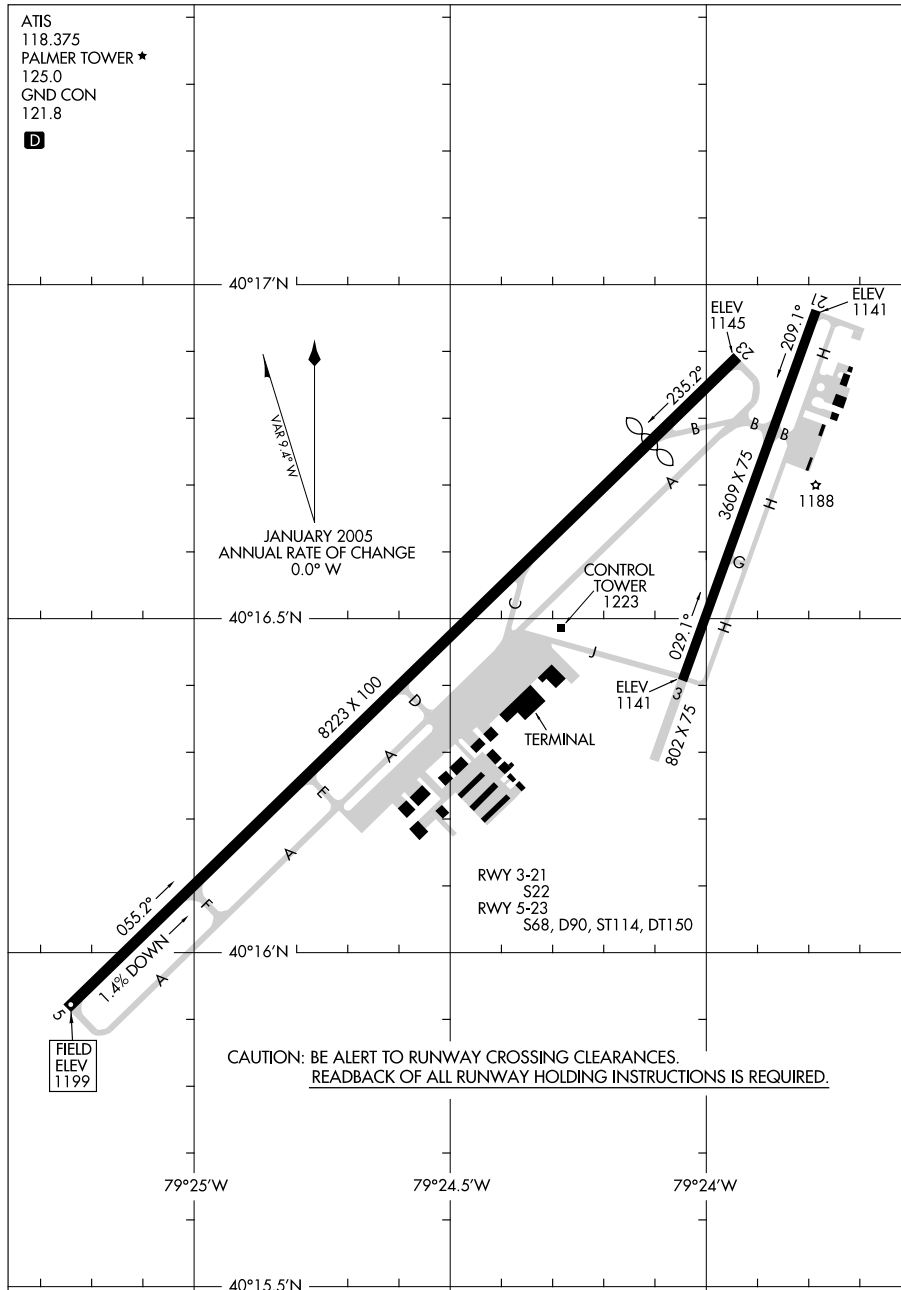 ATIS
118.375
PALMER TOWER ★
125.0
GND CON
121.8
D
40°17'N
ELEV
1145
23
21
ELEV
1141
209.1°
H
235.2°
VAR 9.4° W
B
B
B
A
3609 X 75
H
1188
JANUARY 2005
ANNUAL RATE OF CHANGE
0.0° W
CONTROL
TOWER
1223
G
C
40°16.5'N
029.1°
H
J
ELEV
1141
3
802 X 75
8223 X 100
D
TERMINAL
A
E
A
RWY 3-21
S22
RWY 5-23
S68, D90, ST114, DT150
055.2°
F
1.4% DOWN
40°16'N
A
5
FIELD
ELEV
1199
CAUTION: BE ALERT TO RUNWAY CROSSING CLEARANCES.
READBACK OF ALL RUNWAY HOLDING INSTRUCTIONS IS REQUIRED.
79°25'W
79°24.5'W
79°24'W
40°15.5'N